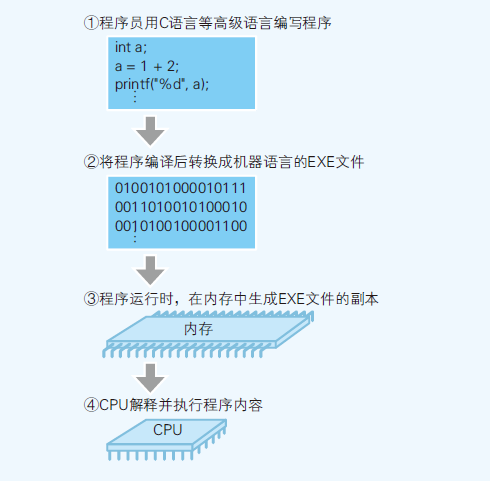 ①程序员用C语言等高级语言编写程序
int a;
a = 1 + 2;
printf("%d", a);
⋮
②将程序编译后转换成机器语言的EXE文件
0100101000010111
0011010010100010
0010100100001100
⋮
③程序运行时，在内存中生成EXE文件的副本
内存
④CPU解释并执行程序内容
CPU